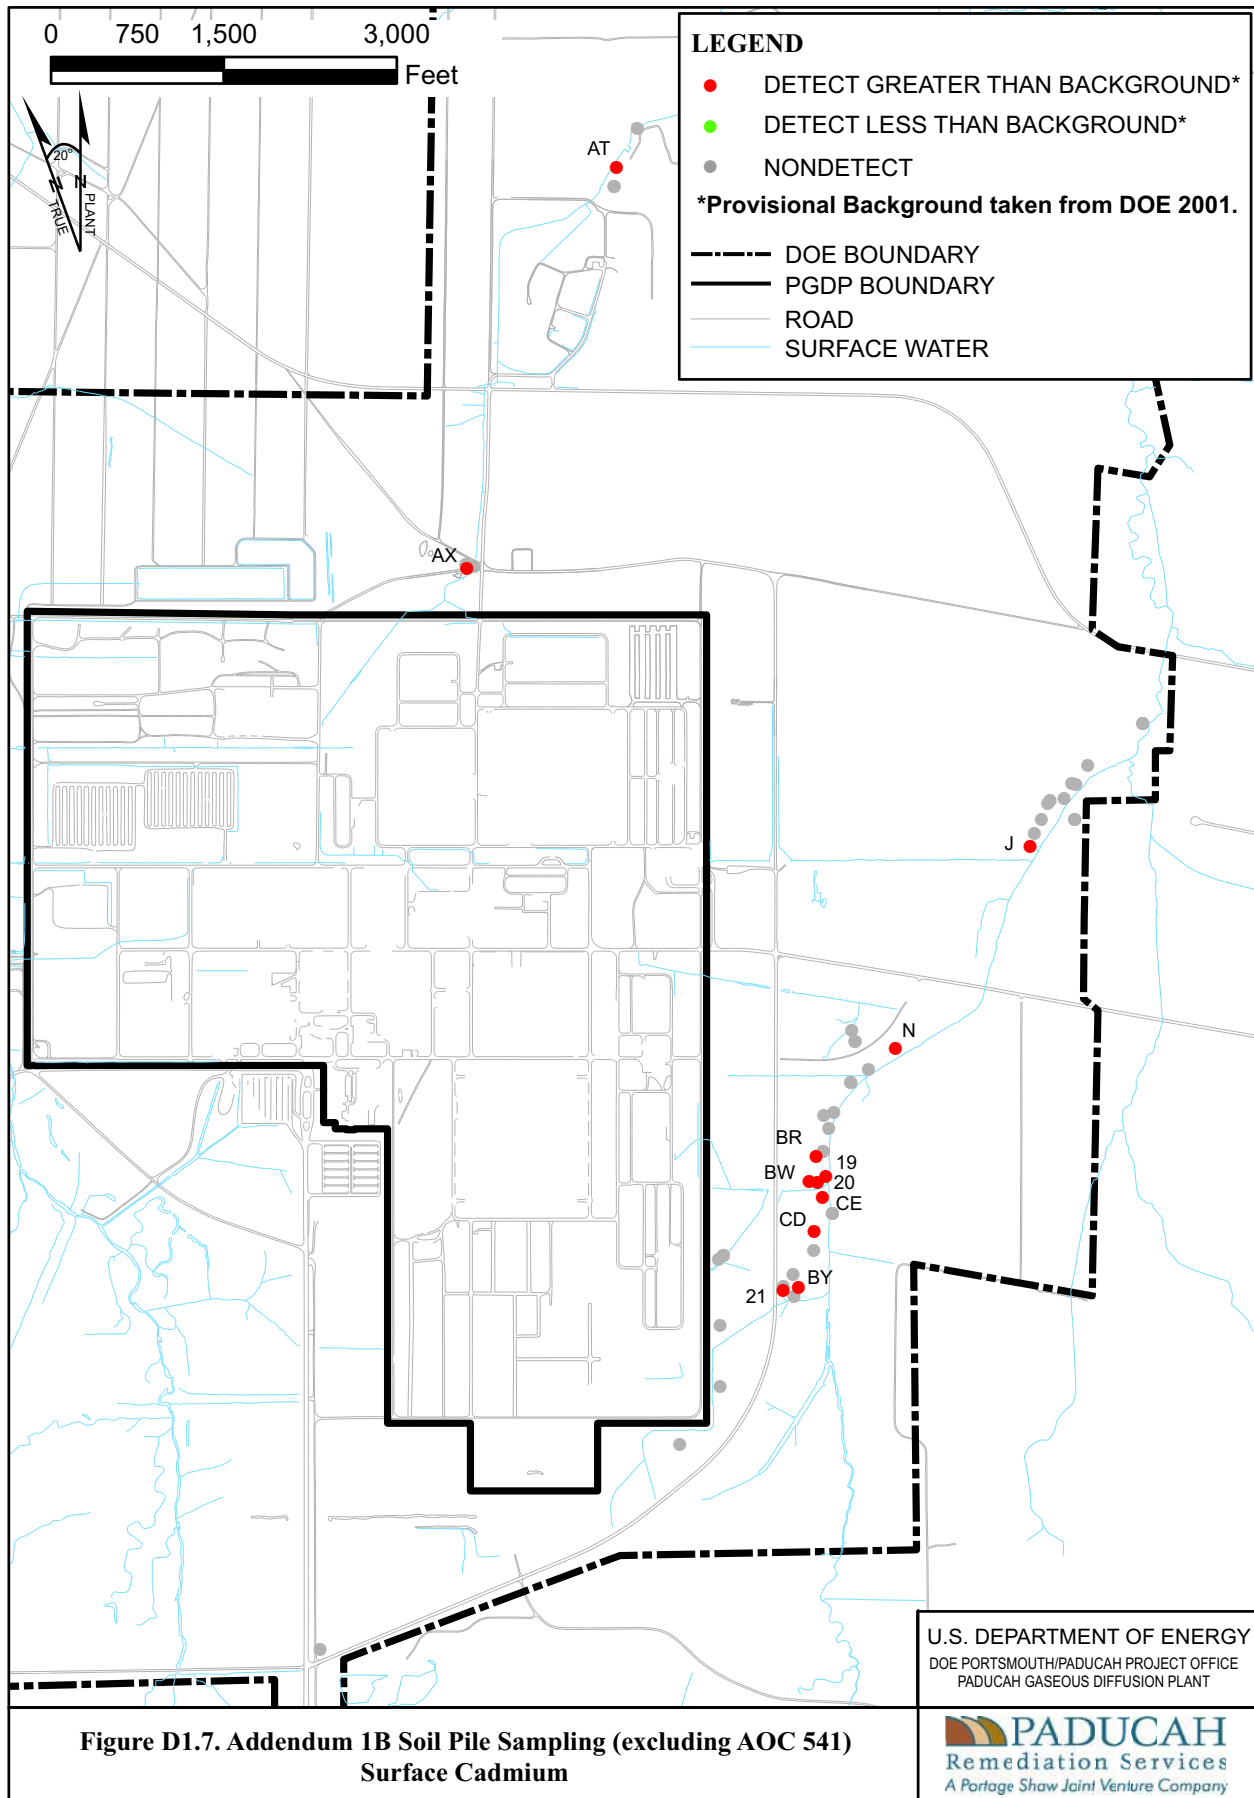 0 750 1,500 3,000
Feet
20°
N N
TRUE PLANT
LEGEND
DETECT GREATER THAN BACKGROUND*
DETECT LESS THAN BACKGROUND*
NONDETECT
*Provisional Background taken from DOE 2001.
DOE BOUNDARY
PGDP BOUNDARY
ROAD
SURFACE WATER
AT
AX
J
N
BR
19
BW
20
CE
CD
BY
21
U.S. DEPARTMENT OF ENERGY
DOE PORTSMOUTH/PADUCAH PROJECT OFFICE
PADUCAH GASEOUS DIFFUSION PLANT
Figure D1.7. Addendum 1B Soil Pile Sampling (excluding AOC 541)
Surface Cadmium
PADUCAH
Remediation Services
A Portage Shaw Joint Venture Company